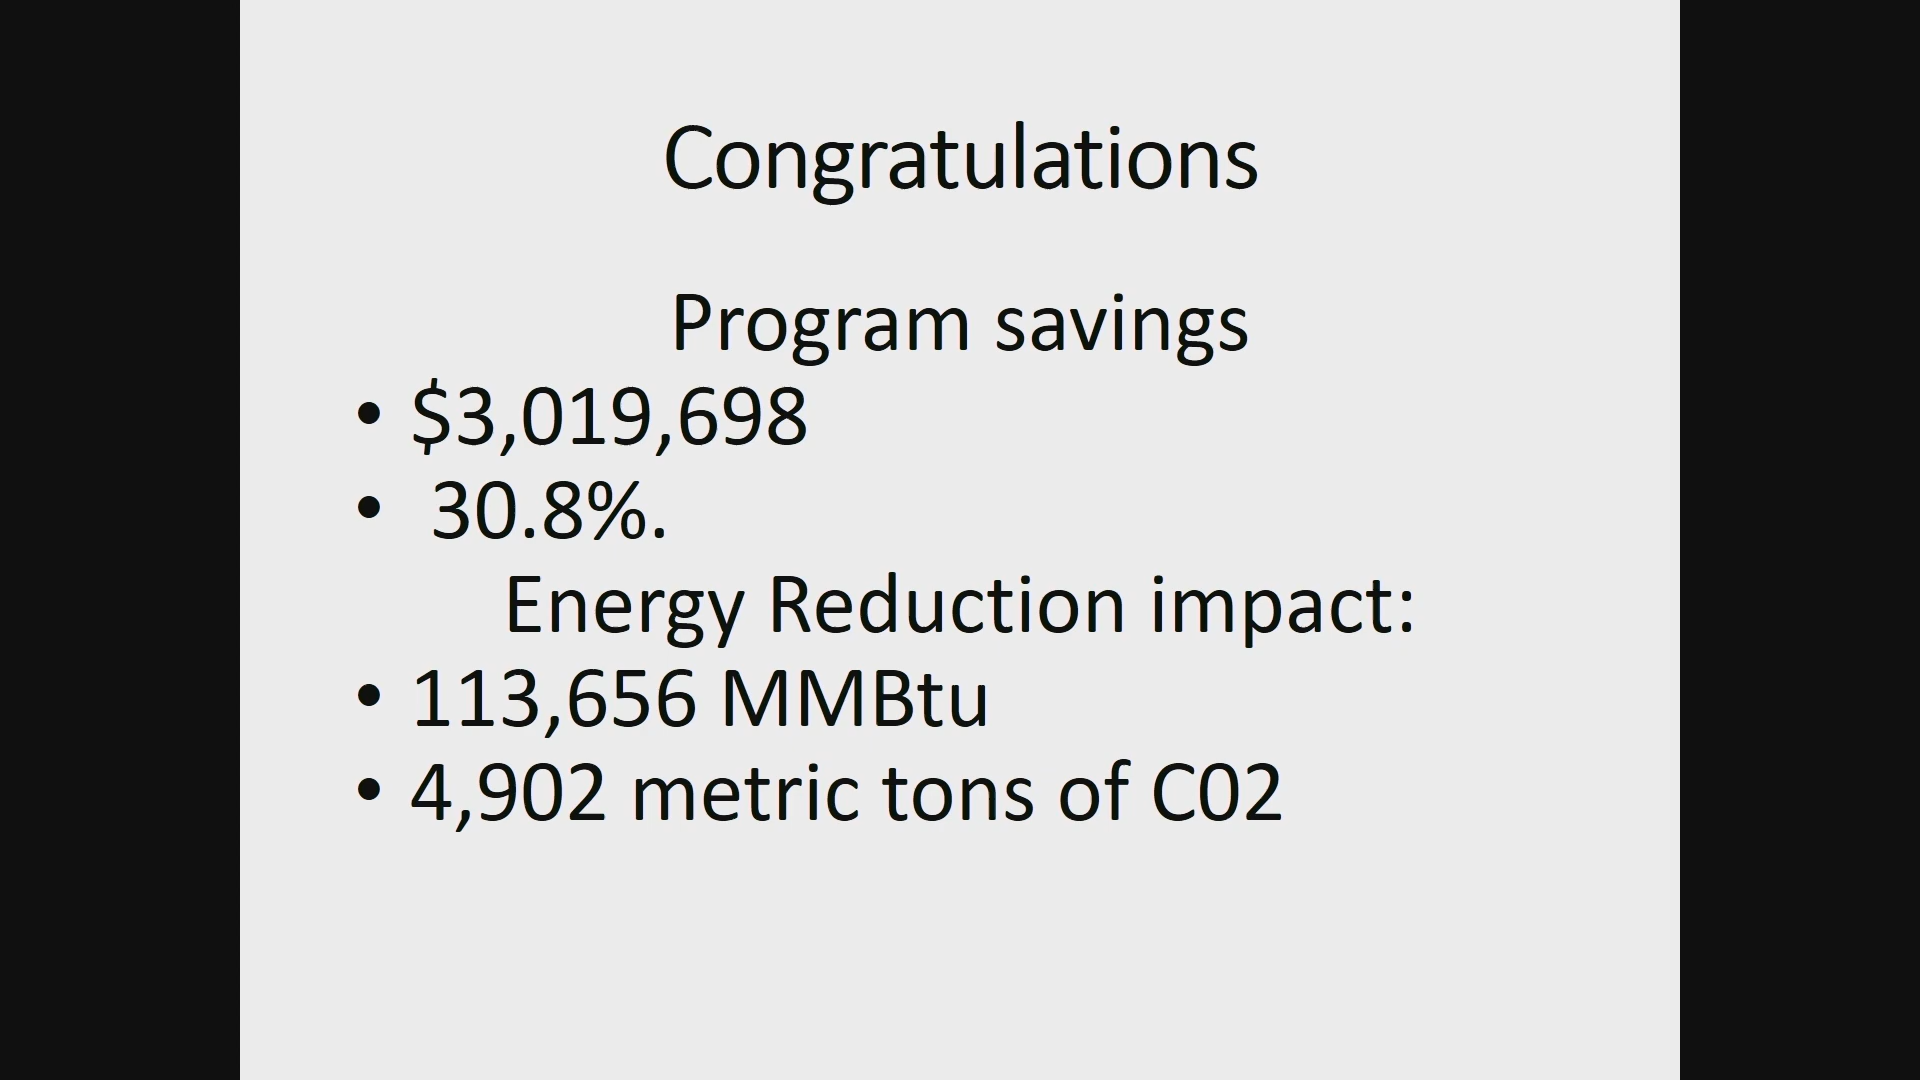 Congratulations
Program savings
• $3,019,698
• 30.8%.
Energy Reduction impact:
• 113,656 MMBtu
• 4,902 metric tons of C02